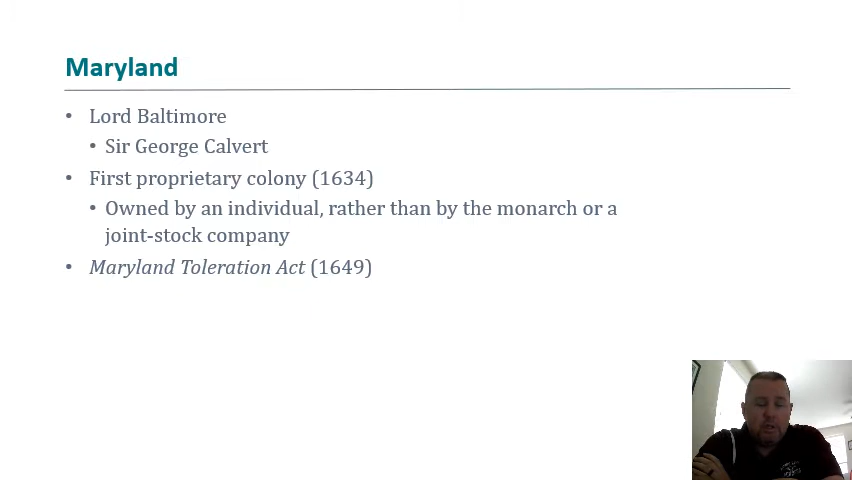 Maryland
• Lord Baltimore
• Sir George Calvert
• First proprietary colony (1634)
• Owned by an individual, rather than by the monarch or a
joint-stock company
• Maryland Toleration Act (1649)